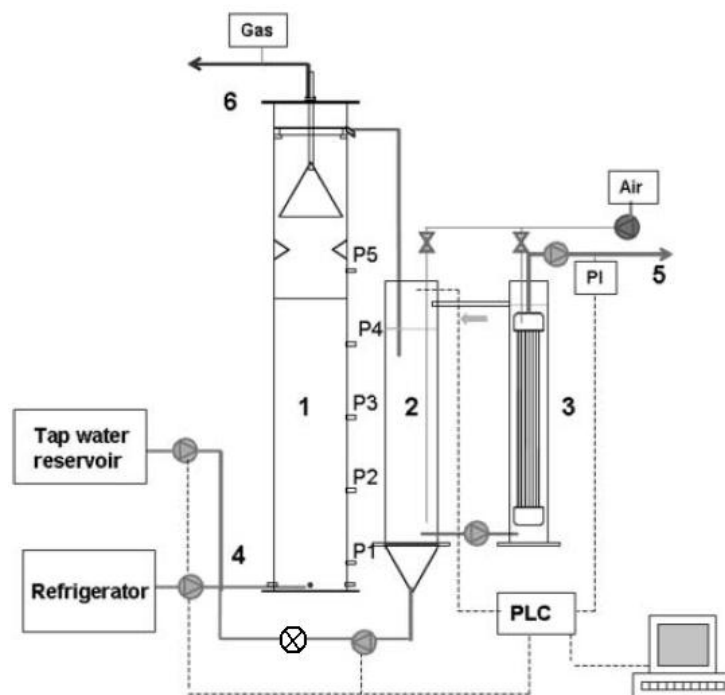 Gas
6
Air
P5
5
PI
P4
1
2
3
P3
Tap water
reservoir
P2
4
P1
Refrigerator
PLC